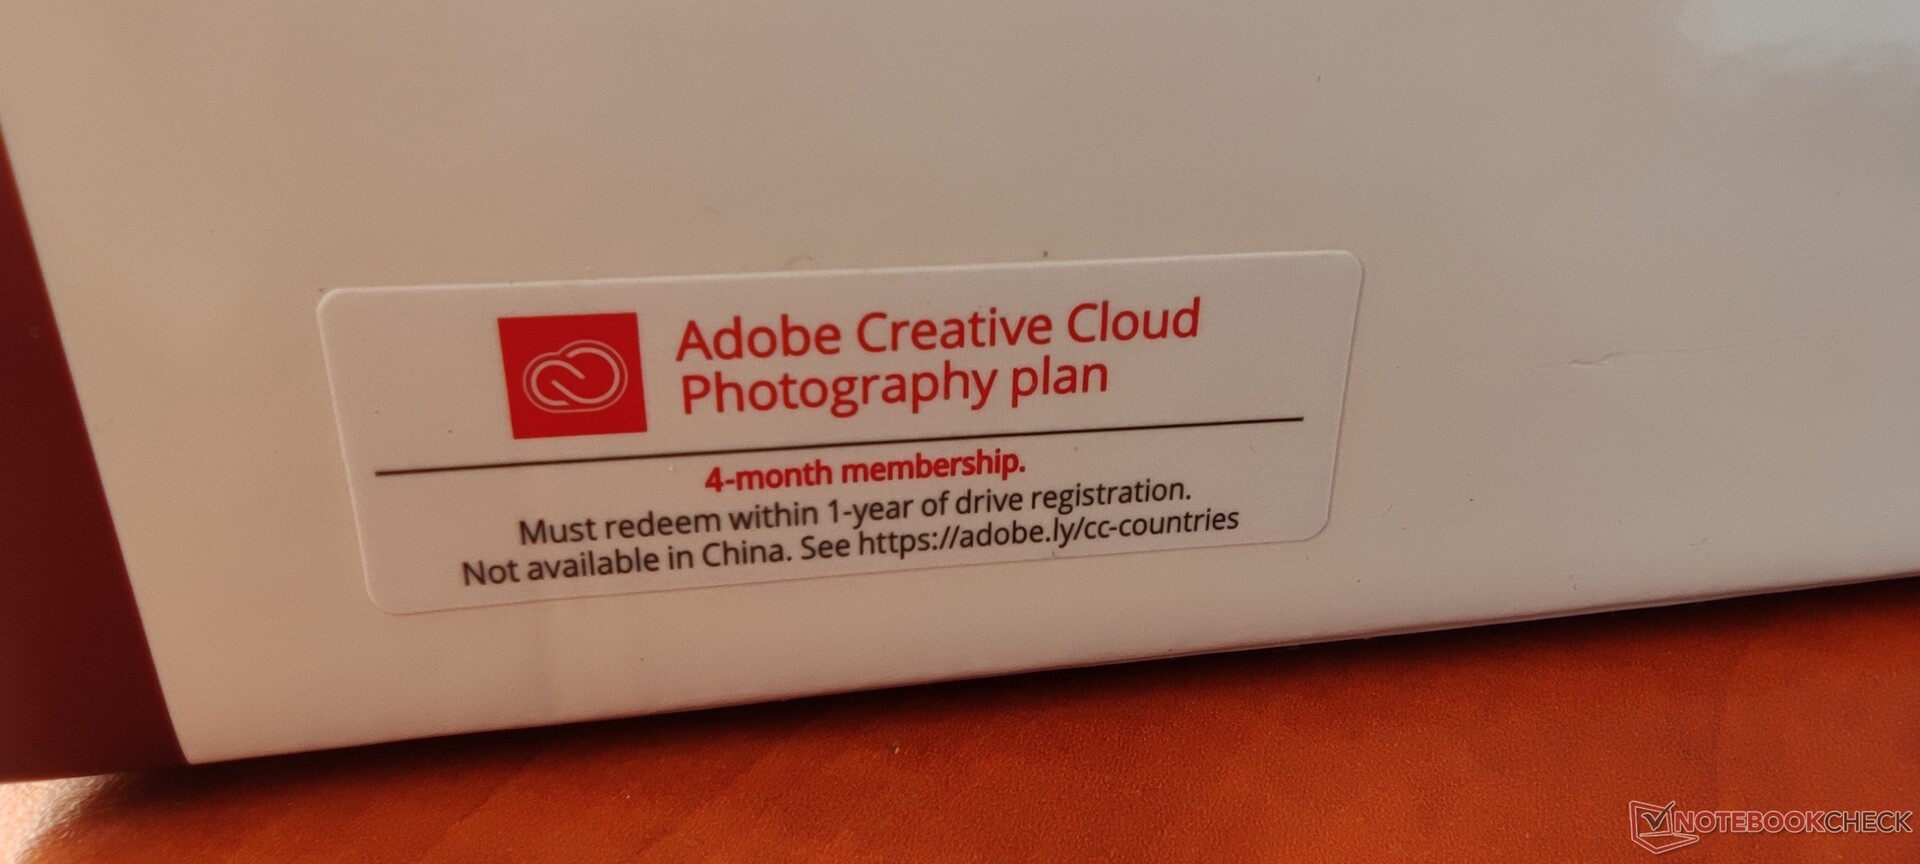 Adobe Creative Cloud
Photography plan
4-month membership.
Must redeem within 1-year of drive registration.
Not available in China. See https://adobe.ly/cc-countries
NOTEBOOKCHECK